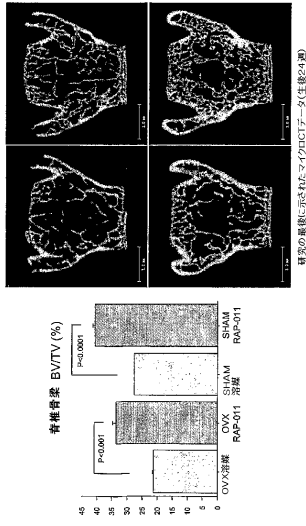 脊椎骨梁 BV/TV (%)
45
40
35
30
25
20
15
10
5
0
P<0.001
P<0.0001
OVX溶媒
OVX
RAP-011
SHAM
溶媒
SHAM
RAP-011
研究の最後に示されたマイクロCTデータ(生後24週)